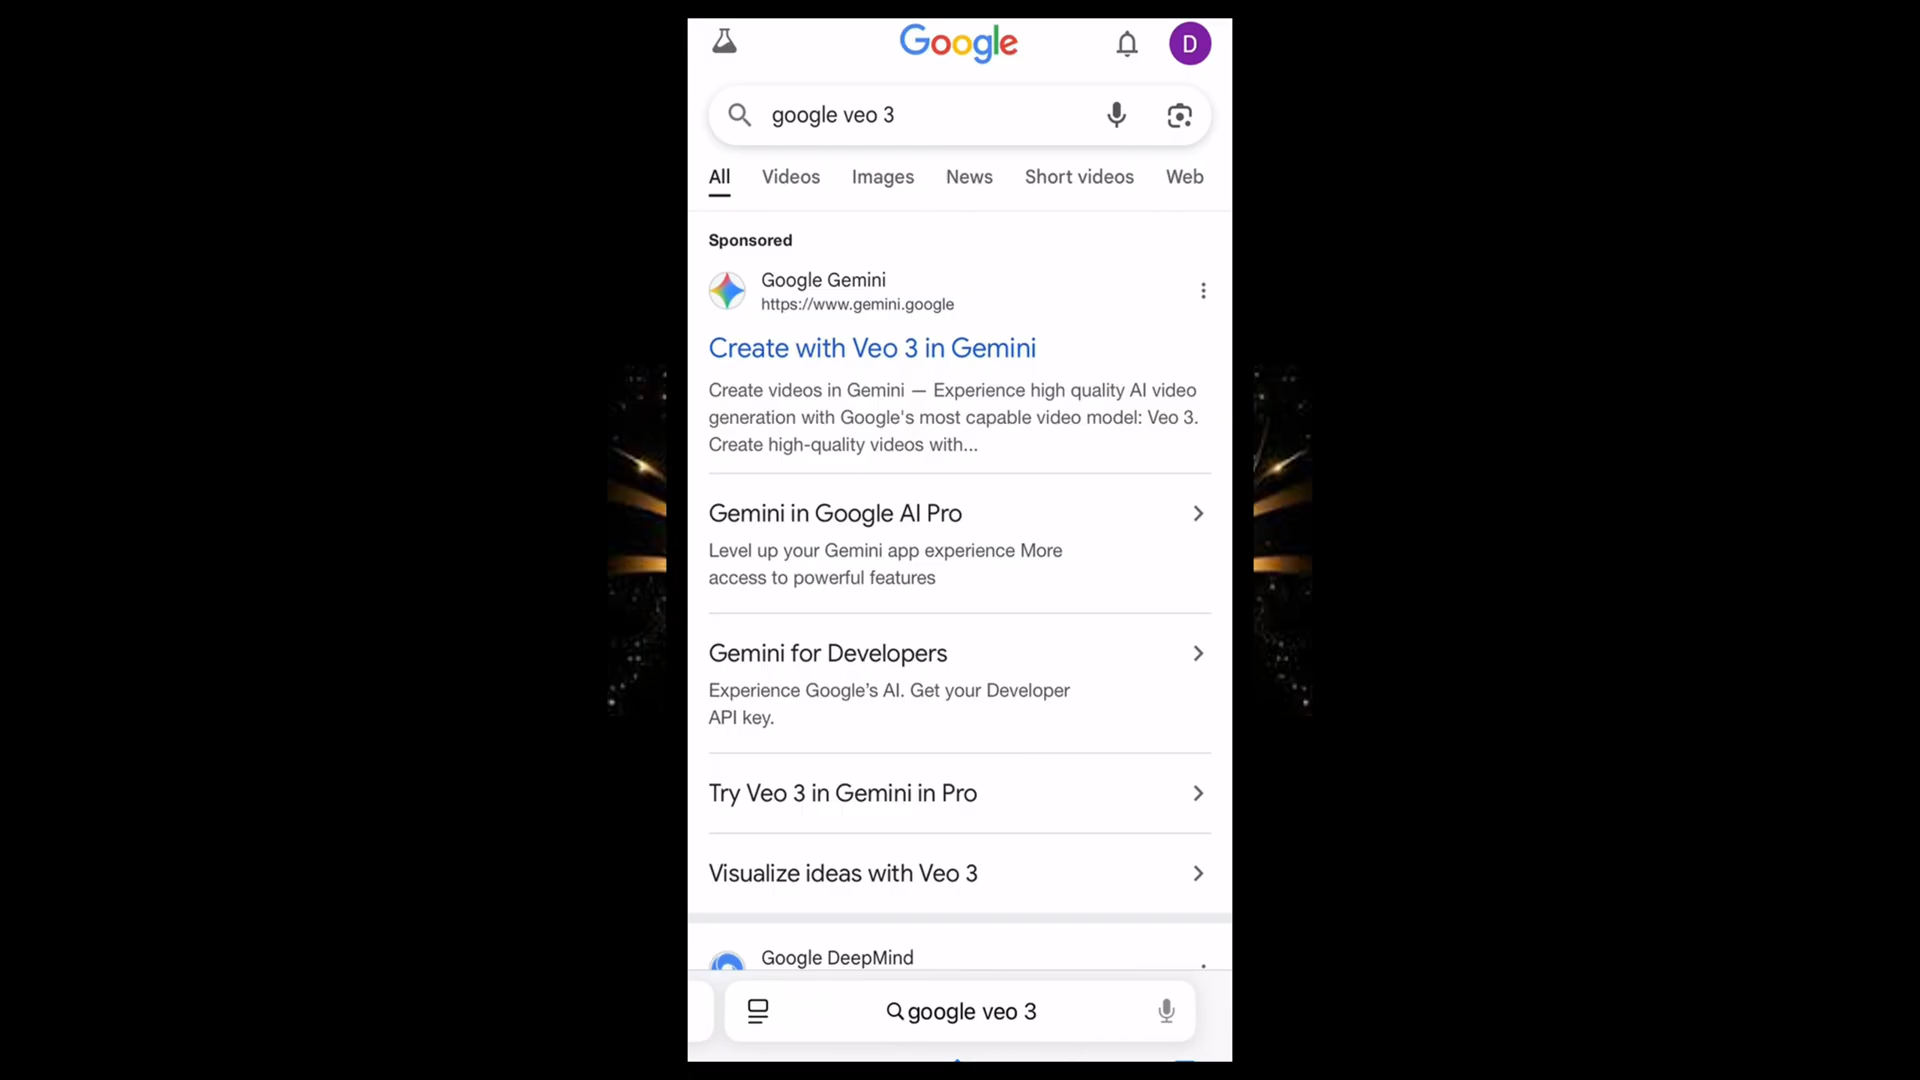 Google
D
google veo 3
All Videos Images News Short videos Web
Sponsored
Google Gemini
https://www.gemini.google
Create with Veo 3 in Gemini
Create videos in Gemini — Experience high quality AI video
generation with Google's most capable video model: Veo 3.
Create high-quality videos with...
Gemini in Google AI Pro
Level up your Gemini app experience More
access to powerful features
Gemini for Developers
Experience Google’s AI. Get your Developer
API key.
Try Veo 3 in Gemini in Pro
Visualize ideas with Veo 3
Google DeepMind
google veo 3